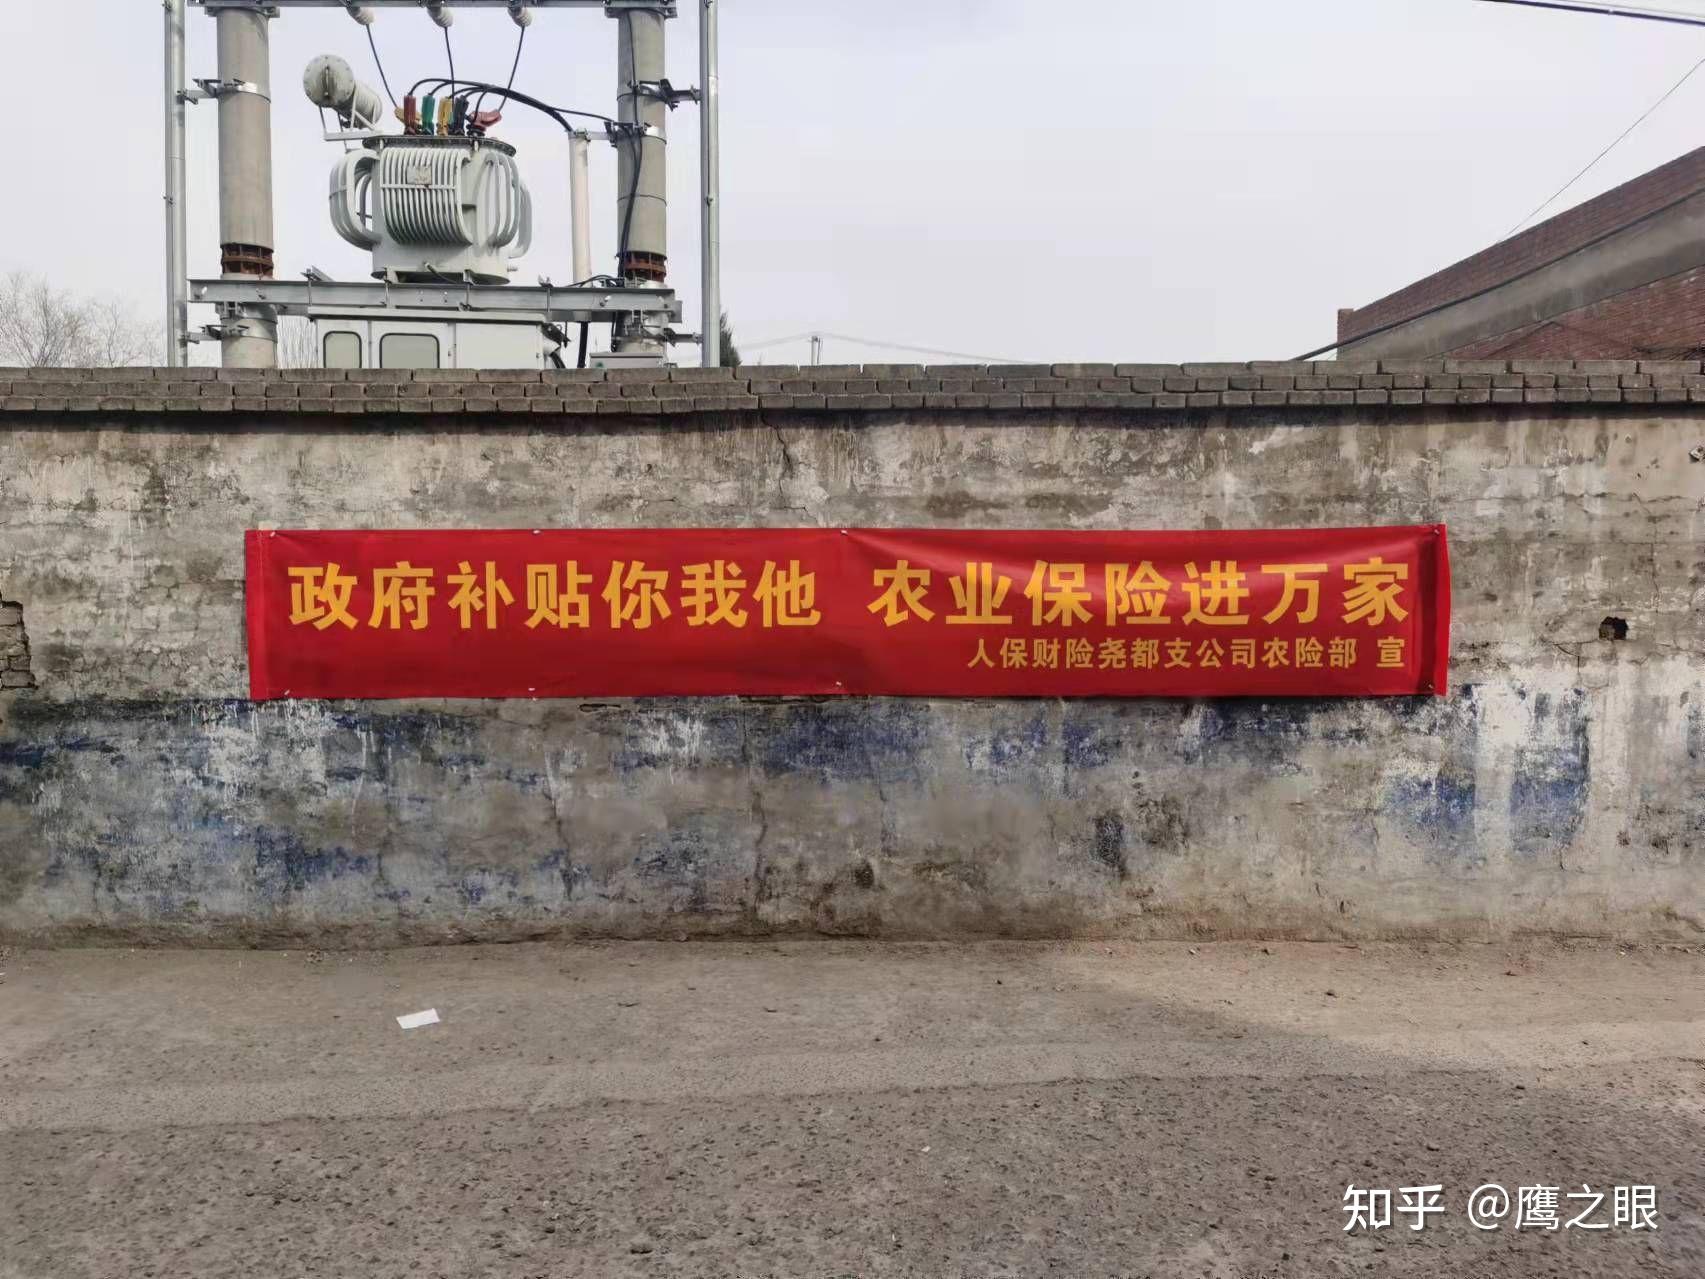 政府补贴你我他 农业保险进万家
人保财险尧都支公司农险部 宣
知乎 @鹰之眼